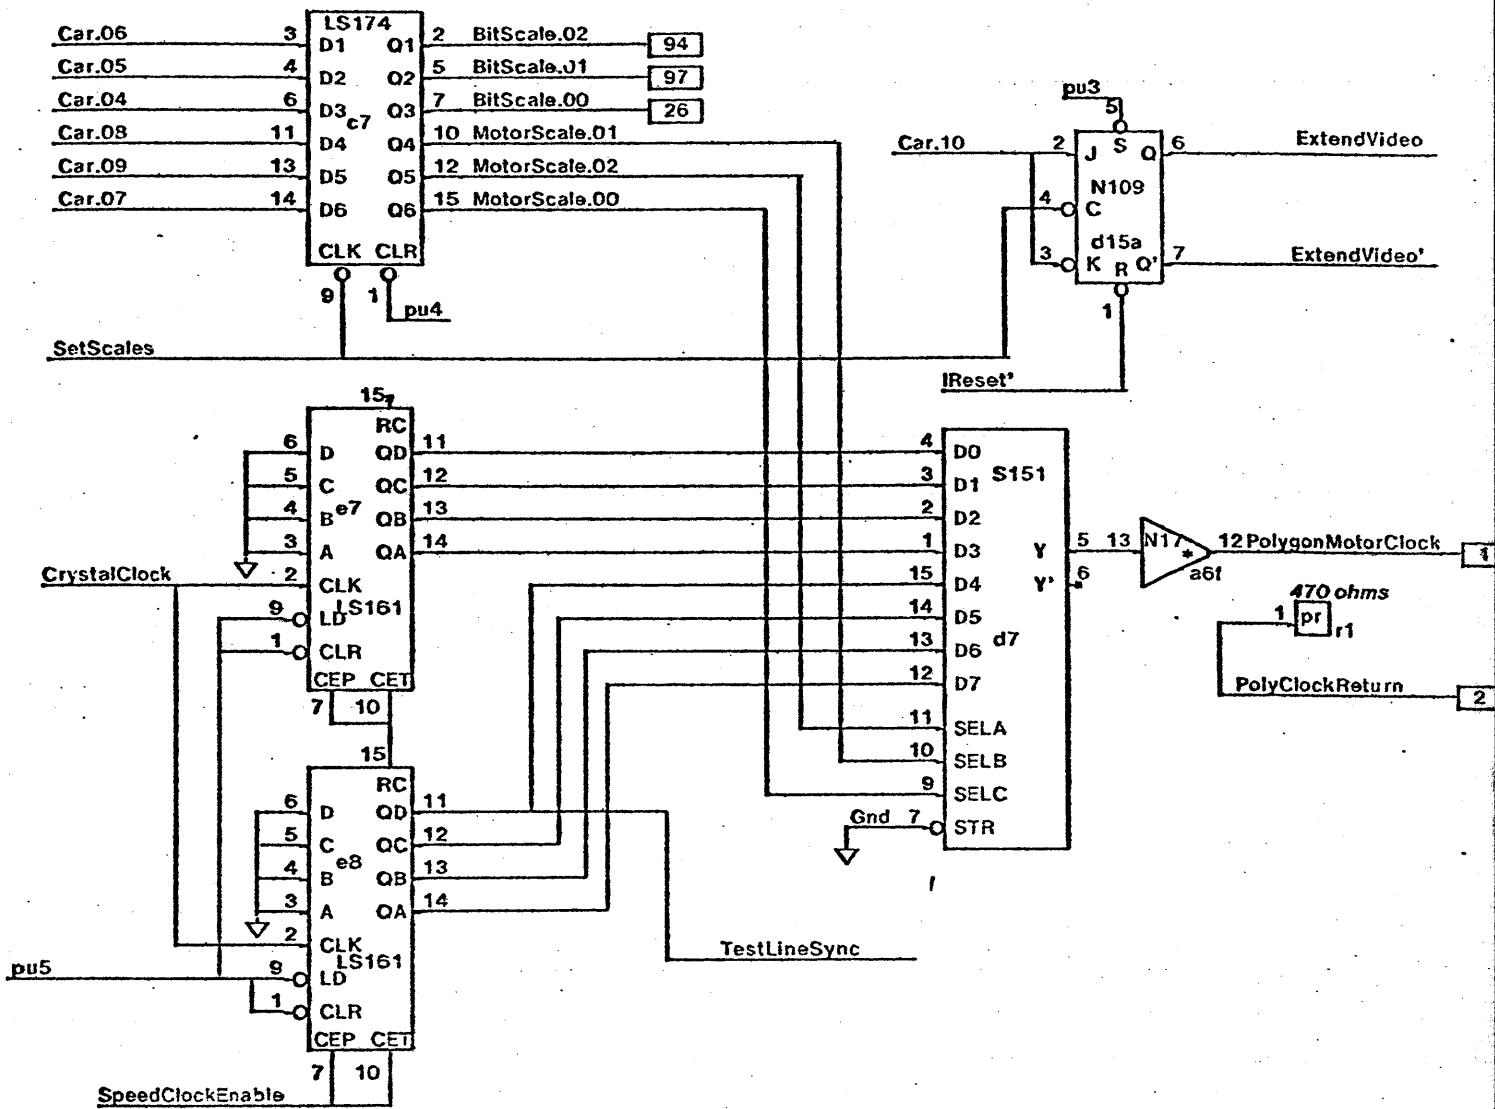 LS174
Car.06 3 D1 Q1 2 BitScale.02 94
Car.05 4 D2 Q2 5 BitScale.01 97
Car.04 6 D3 Q3 7 BitScale.00 26
c7
Car.08 11 D4 Q4 10 MotorScale.01
Car.09 13 D5 Q5 12 MotorScale.02
Car.07 14 D6 Q6 15 MotorScale.00
CLK CLR
9 1
pu4
SetScales
pu3
5
Car.10 2 J S Q 6 ExtendVideo
N109
4 C
d15a
3 K R Q' 7 ExtendVideo'
1
IReset'
15
RC
6 D QD 11
5 C QC 12
4 B e7 QB 13
3 A QA 14
CrystalClock 2 CLK
LS161
9 LD
1 CLR
CEP CET
7 10
4 D0
S151
3 D1
2 D2
1 D3 Y 5 13 N17 * 12 PolygonMotorClock 1
a6f
15 D4 Y' 6
14 D5
13 D6 d7
12 D7
11 SELA
10 SELB
9 SELC
Gnd 7 STR
470 ohms
1 pr r1
PolyClockReturn 2
15
RC
6 D QD 11
5 C QC 12
e8
4 B QB 13
3 A QA 14
2 CLK
LS161
pu5 9 LD
1 CLR
CEP CET
7 10
SpeedClockEnable
TestLineSync